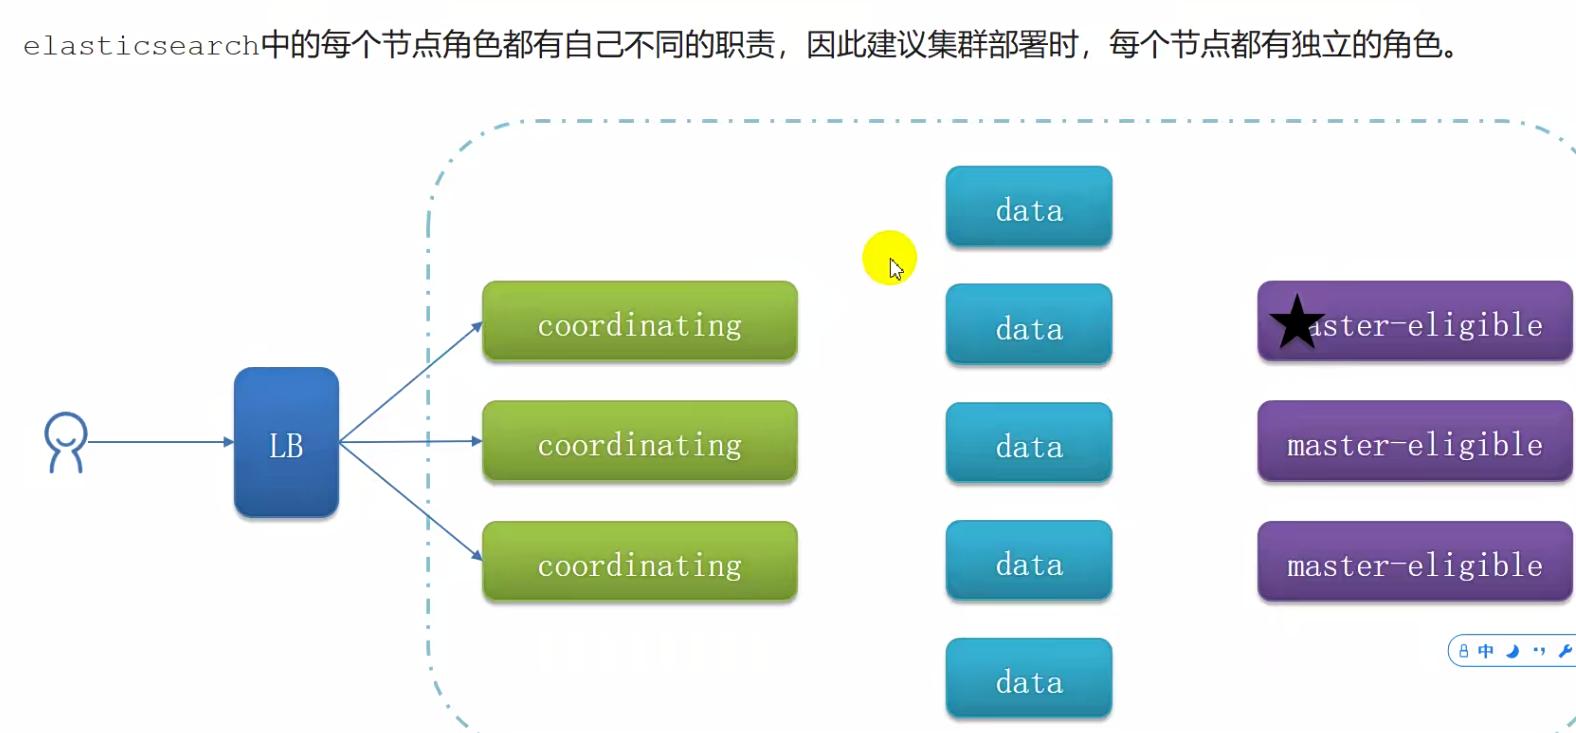 elasticsearch中的每个节点角色都有自己不同的职责，因此建议集群部署时，每个节点都有独立的角色。
data
coordinating
data
aster-eligible
LB
coordinating
data
master-eligible
coordinating
data
master-eligible
中
data